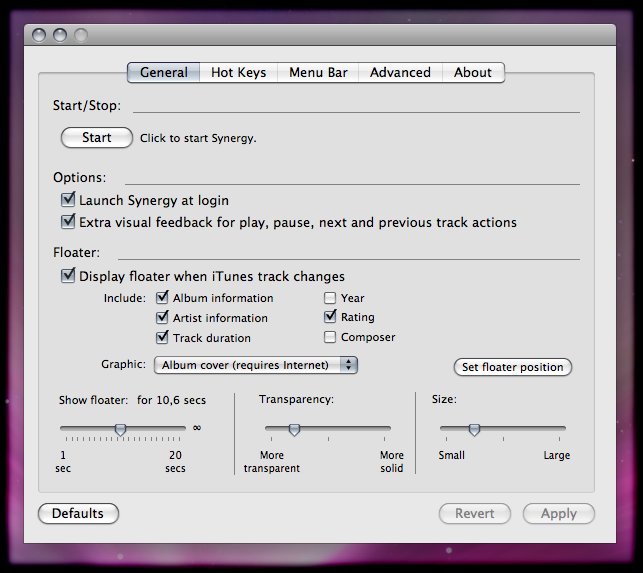 General Hot Keys Menu Bar Advanced About
Start/Stop:
Start Click to start Synergy.
Options:
Launch Synergy at login
Extra visual feedback for play, pause, next and previous track actions
Floater:
Display floater when iTunes track changes
Include: Album information Year
Artist information Rating
Track duration Composer
Graphic: Album cover (requires Internet) Set floater position
Show floater: for 10,6 secs Transparency: Size:
∞
1 20 More More Small Large
sec secs transparent solid
Defaults Revert Apply